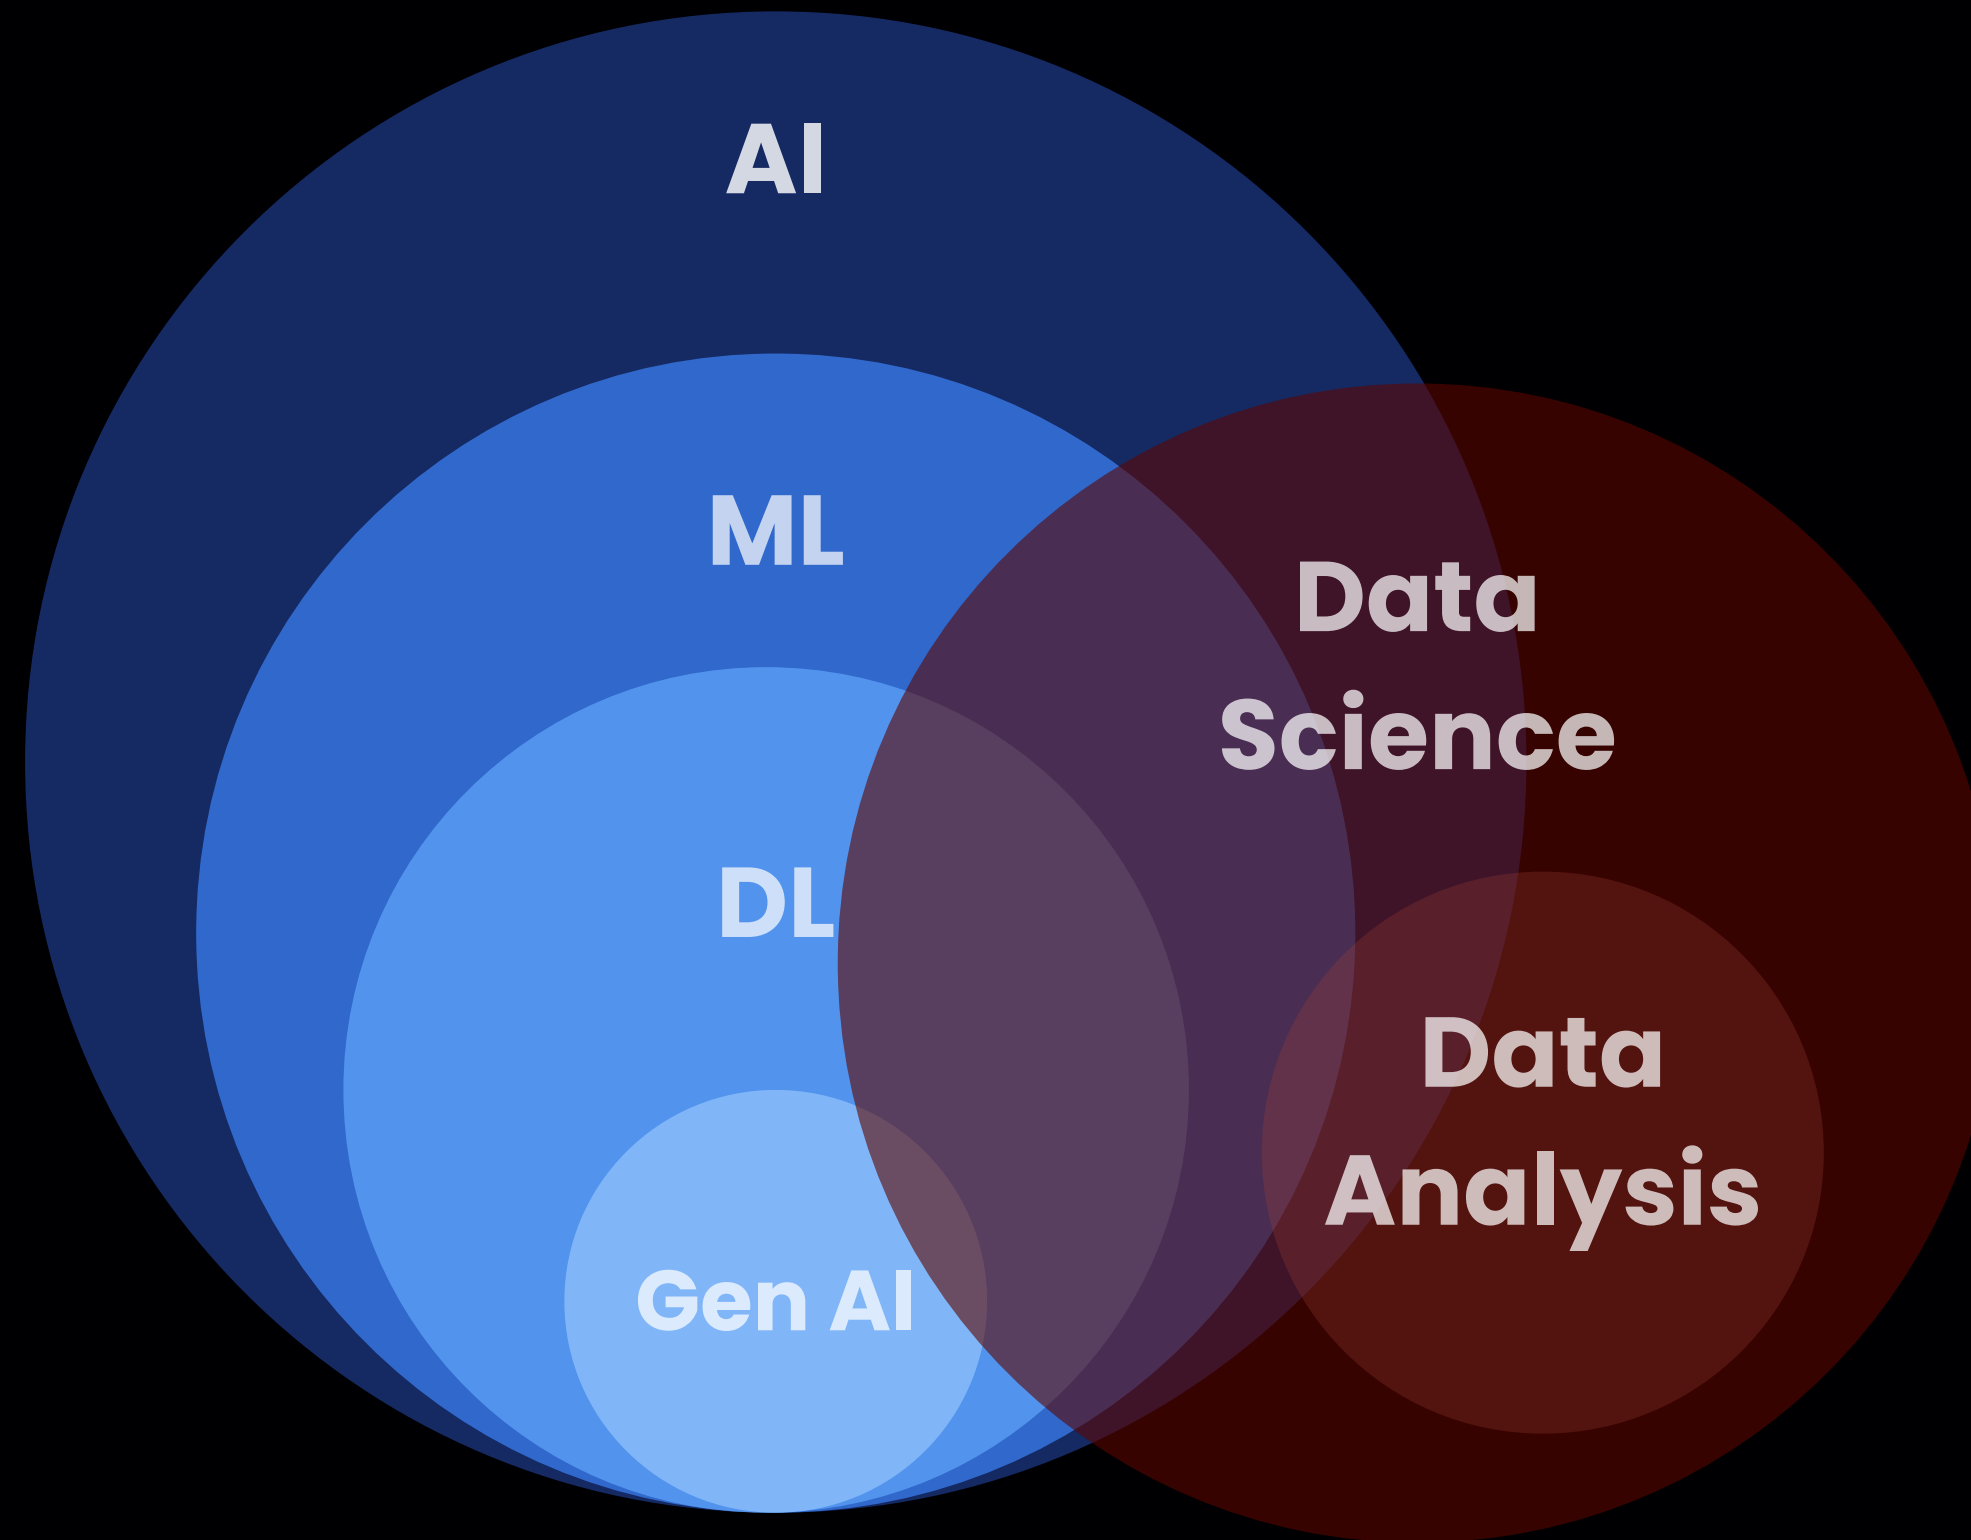 AI
ML
Data
Science
DL
Data
Analysis
Gen AI